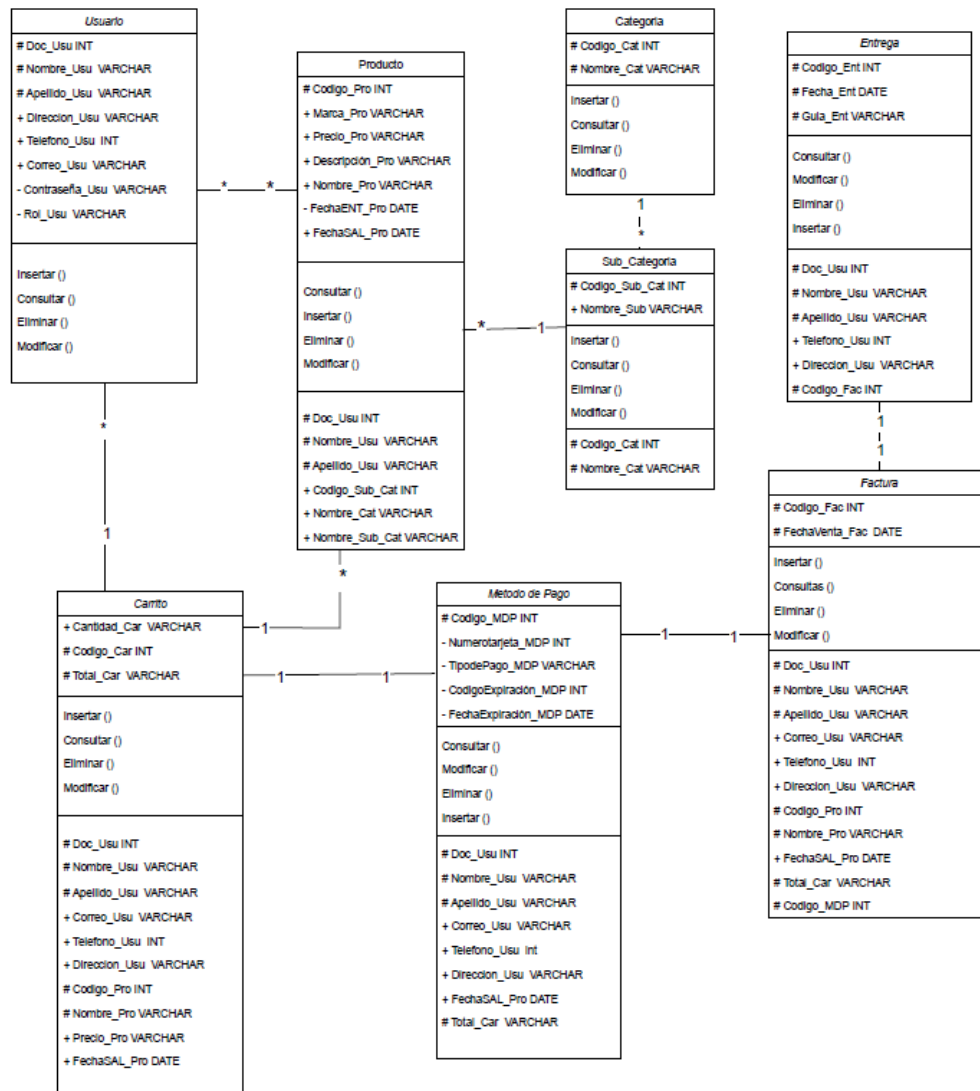 Usuario
# Doc_Usu INT
# Nombre_Usu VARCHAR
# Apellido_Usu VARCHAR
+ Direccion_Usu VARCHAR
+ Telefono_Usu INT
+ Correo_Usu VARCHAR
- Contraseña_Usu VARCHAR
- Rol_Usu VARCHAR
Insertar ()
Consultar ()
Eliminar ()
Modificar ()
* *
Producto
# Codigo_Pro INT
+ Marca_Pro VARCHAR
+ Precio_Pro VARCHAR
+ Descripción_Pro VARCHAR
+ Nombre_Pro VARCHAR
- FechaENT_Pro DATE
+ FechaSAL_Pro DATE
Consultar ()
Insertar ()
Eliminar ()
Modificar ()
# Doc_Usu INT
# Nombre_Usu VARCHAR
# Apellido_Usu VARCHAR
+ Codigo_Sub_Cat INT
+ Nombre_Cat VARCHAR
+ Nombre_Sub_Cat VARCHAR
* 1
Categoria
# Codigo_Cat INT
# Nombre_Cat VARCHAR
Insertar ()
Consultar ()
Eliminar ()
Modificar ()
1
*
Sub_Categoria
# Codigo_Sub_Cat INT
+ Nombre_Sub VARCHAR
Insertar ()
Consultar ()
Eliminar ()
Modificar ()
# Codigo_Cat INT
# Nombre_Cat VARCHAR
Entrega
# Codigo_Ent INT
# Fecha_Ent DATE
# Guia_Ent VARCHAR
Consultar ()
Modificar ()
Eliminar ()
Insertar ()
# Doc_Usu INT
# Nombre_Usu VARCHAR
# Apellido_Usu VARCHAR
+ Telefono_Usu INT
+ Direccion_Usu VARCHAR
# Codigo_Fac INT
1
1
*
1
*
1
Carrito
+ Cantidad_Car VARCHAR
# Codigo_Car INT
# Total_Car VARCHAR
Insertar ()
Consultar ()
Eliminar ()
Modificar ()
# Doc_Usu INT
# Nombre_Usu VARCHAR
# Apellido_Usu VARCHAR
+ Correo_Usu VARCHAR
+ Telefono_Usu INT
+ Direccion_Usu VARCHAR
# Codigo_Pro INT
# Nombre_Pro VARCHAR
+ Precio_Pro VARCHAR
+ FechaSAL_Pro DATE
1 1
Metodo de Pago
# Codigo_MDP INT
- Numerotarjeta_MDP INT
- TipodePago_MDP VARCHAR
- CodigoExpiración_MDP INT
- FechaExpiración_MDP DATE
Consultar ()
Modificar ()
Eliminar ()
Insertar ()
# Doc_Usu INT
# Nombre_Usu VARCHAR
# Apellido_Usu VARCHAR
+ Correo_Usu VARCHAR
+ Telefono_Usu Int
+ Direccion_Usu VARCHAR
+ FechaSAL_Pro DATE
# Total_Car VARCHAR
1 1
Factura
# Codigo_Fac INT
# FechaVenta_Fac DATE
Insertar ()
Consultas ()
Eliminar ()
Modificar ()
# Doc_Usu INT
# Nombre_Usu VARCHAR
# Apellido_Usu VARCHAR
+ Correo_Usu VARCHAR
+ Telefono_Usu INT
+ Direccion_Usu VARCHAR
# Codigo_Pro INT
# Nombre_Pro VARCHAR
+ FechaSAL_Pro DATE
# Total_Car VARCHAR
# Codigo_MDP INT